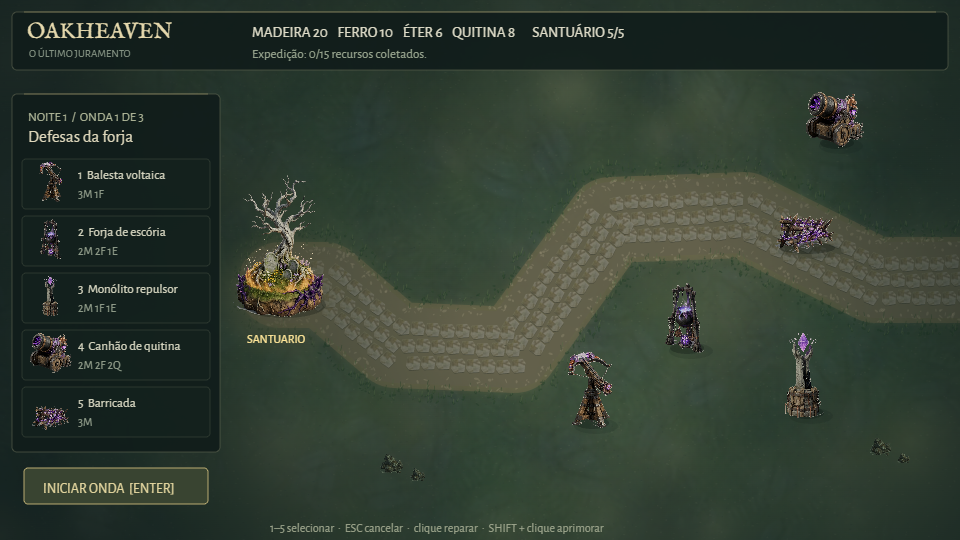 OAKHEAVEN
O ÚLTIMO JURAMENTO
MADEIRA 20 FERRO 10 ÉTER 6 QUITINA 8 SANTUÁRIO 5/5
Expedição: 0/15 recursos coletados.
NOITE 1 / ONDA 1 DE 3
Defesas da forja
1 Balesta voltaica
3M 1F
2 Forja de escória
2M 2F 1E
3 Monólito repulsor
2M 1F 1E
4 Canhão de quitina
2M 2F 2Q
5 Barricada
3M
INICIAR ONDA [ENTER]
SANTUARIO
1–5 selecionar · ESC cancelar · clique reparar · SHIFT + clique aprimorar